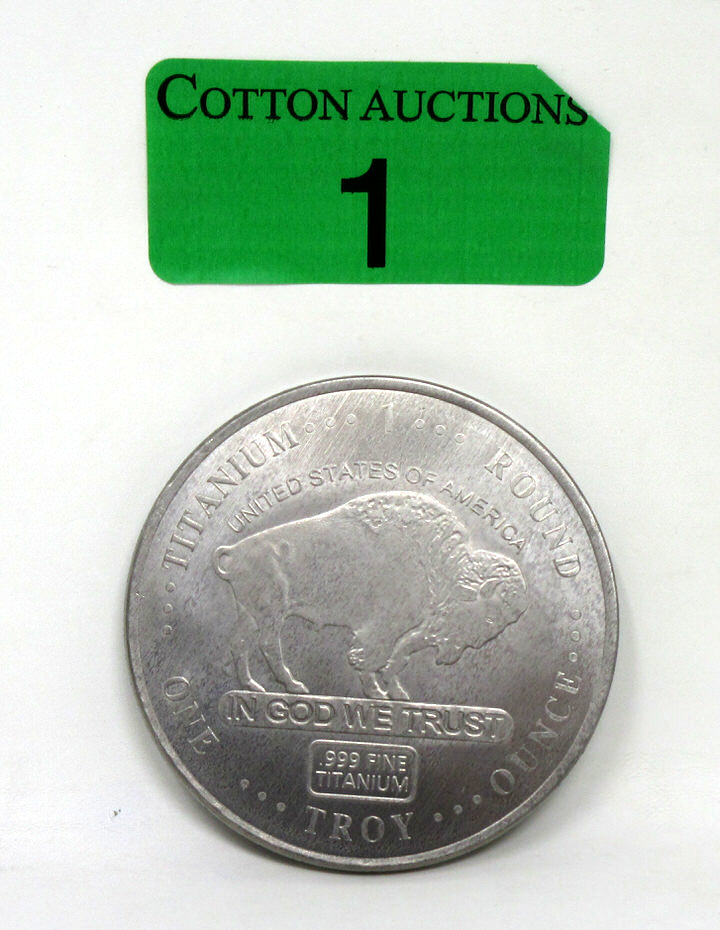 COTTON AUCTIONS
1
TITANIUM 1 ROUND
UNITED STATES OF AMERICA
IN GOD WE TRUST
.999 FINE
TITANIUM
ONE TROY OUNCE